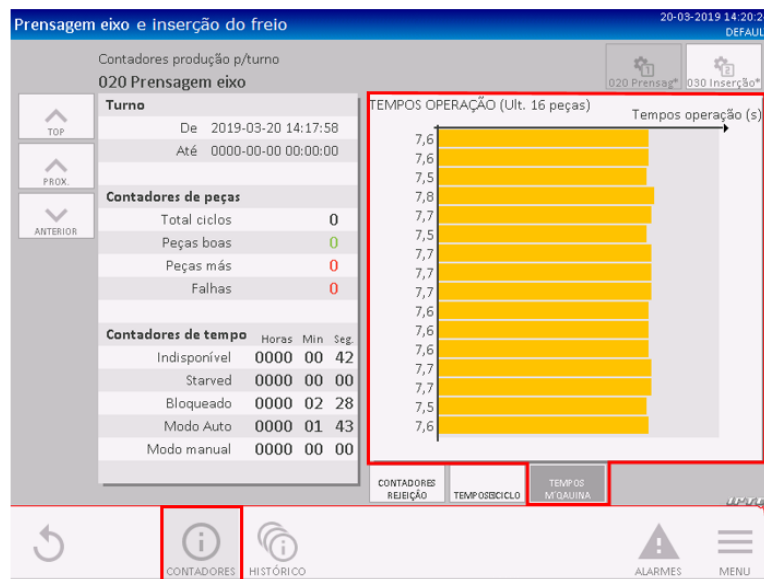 Prensagem eixo e inserção do freio
20-03-2019 14:20:2
DEFAUL
Contadores produção p/turno
020 Prensagem eixo
020 Prensag*
030 Inserção*
TOP
PROX.
ANTERIOR
Turno
De 2019-03-20 14:17:58
Até 0000-00-00 00:00:00
Contadores de peças
Total ciclos 0
Peças boas 0
Peças más 0
Falhas 0
Contadores de tempo Horas Min Seg.
Indisponível 0000 00 42
Starved 0000 00 00
Bloqueado 0000 02 28
Modo Auto 0000 01 43
Modo manual 0000 00 00
TEMPOS OPERAÇÃO (Ult. 16 peças)
Tempos operação (s)
7,6
7,6
7,5
7,8
7,7
7,5
7,7
7,7
7,7
7,6
7,6
7,6
7,7
7,7
7,5
7,6
CONTADORES
REJEIÇÃO
TEMPOS
M'QAUINA
CONTADORES
HISTÓRICO
ALARMES
MENU